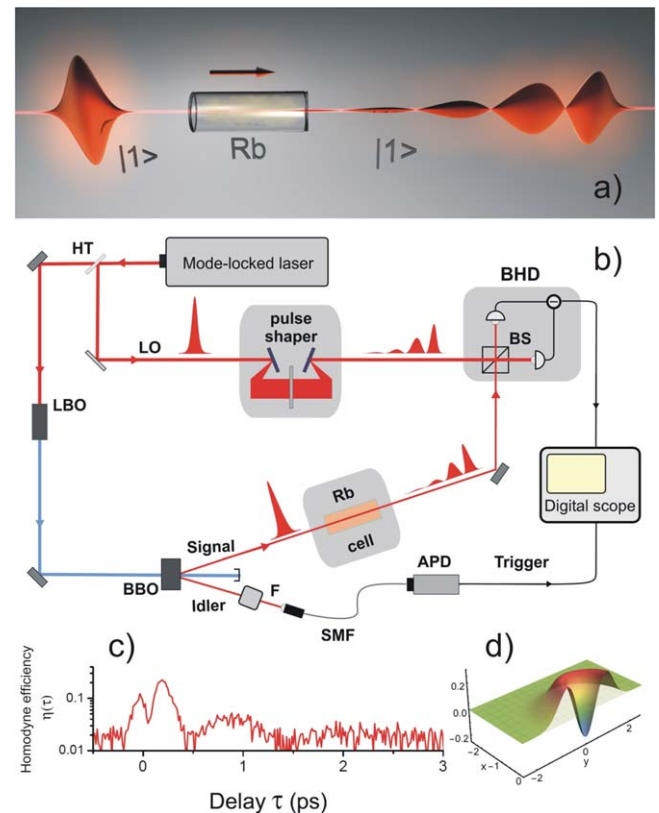 |1>
Rb
|1>
a)
HT
Mode-locked laser
b)
BHD
pulse
shaper
BS
LO
LBO
Digital scope
Rb
cell
Signal
BBO
Idler
F
APD
Trigger
SMF
c)
d)
Homodyne efficiency
η(τ)
0.1
0.01
0
1
2
3
Delay τ (ps)
0.2
0.0
-0.2
-2
x-1
0
-2
0
y
2